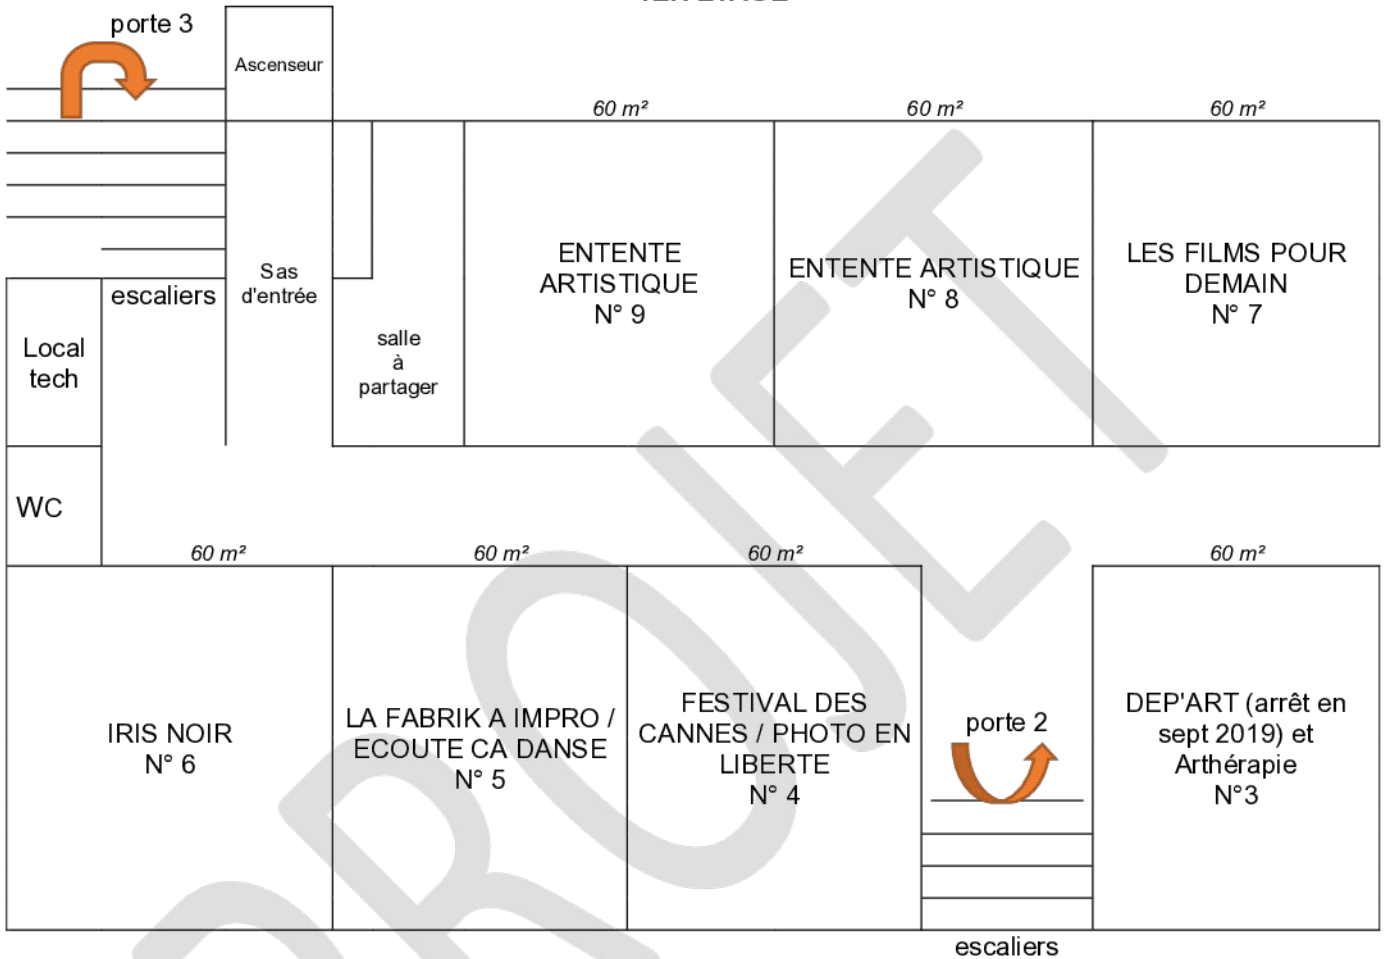 porte 3
Ascenseur
60 m²
60 m²
60 m²
ENTENTE
ARTISTIQUE
N° 9
ENTENTE ARTISTIQUE
N° 8
LES FILMS POUR
DEMAIN
N° 7
Sas
d'entrée
escaliers
salle
à
partager
Local
tech
WC
60 m²
60 m²
60 m²
60 m²
IRIS NOIR
N° 6
LA FABRIK A IMPRO /
ECOUTE CA DANSE
N° 5
FESTIVAL DES
CANNES / PHOTO EN
LIBERTE
N° 4
porte 2
DEP'ART (arrêt en
sept 2019) et
Arthérapie
N°3
escaliers
PROJET